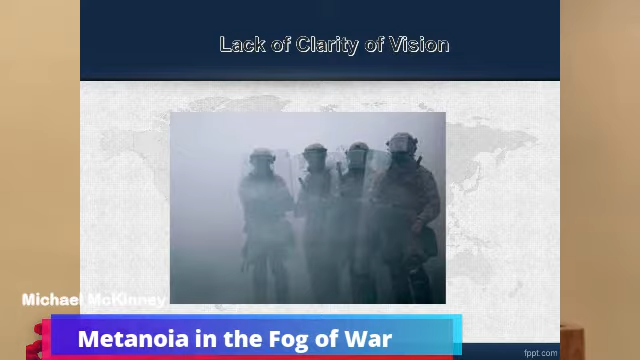 Lack of Clarity of Vision
Michael McKinney
Metanoia in the Fog of War
fppt.com